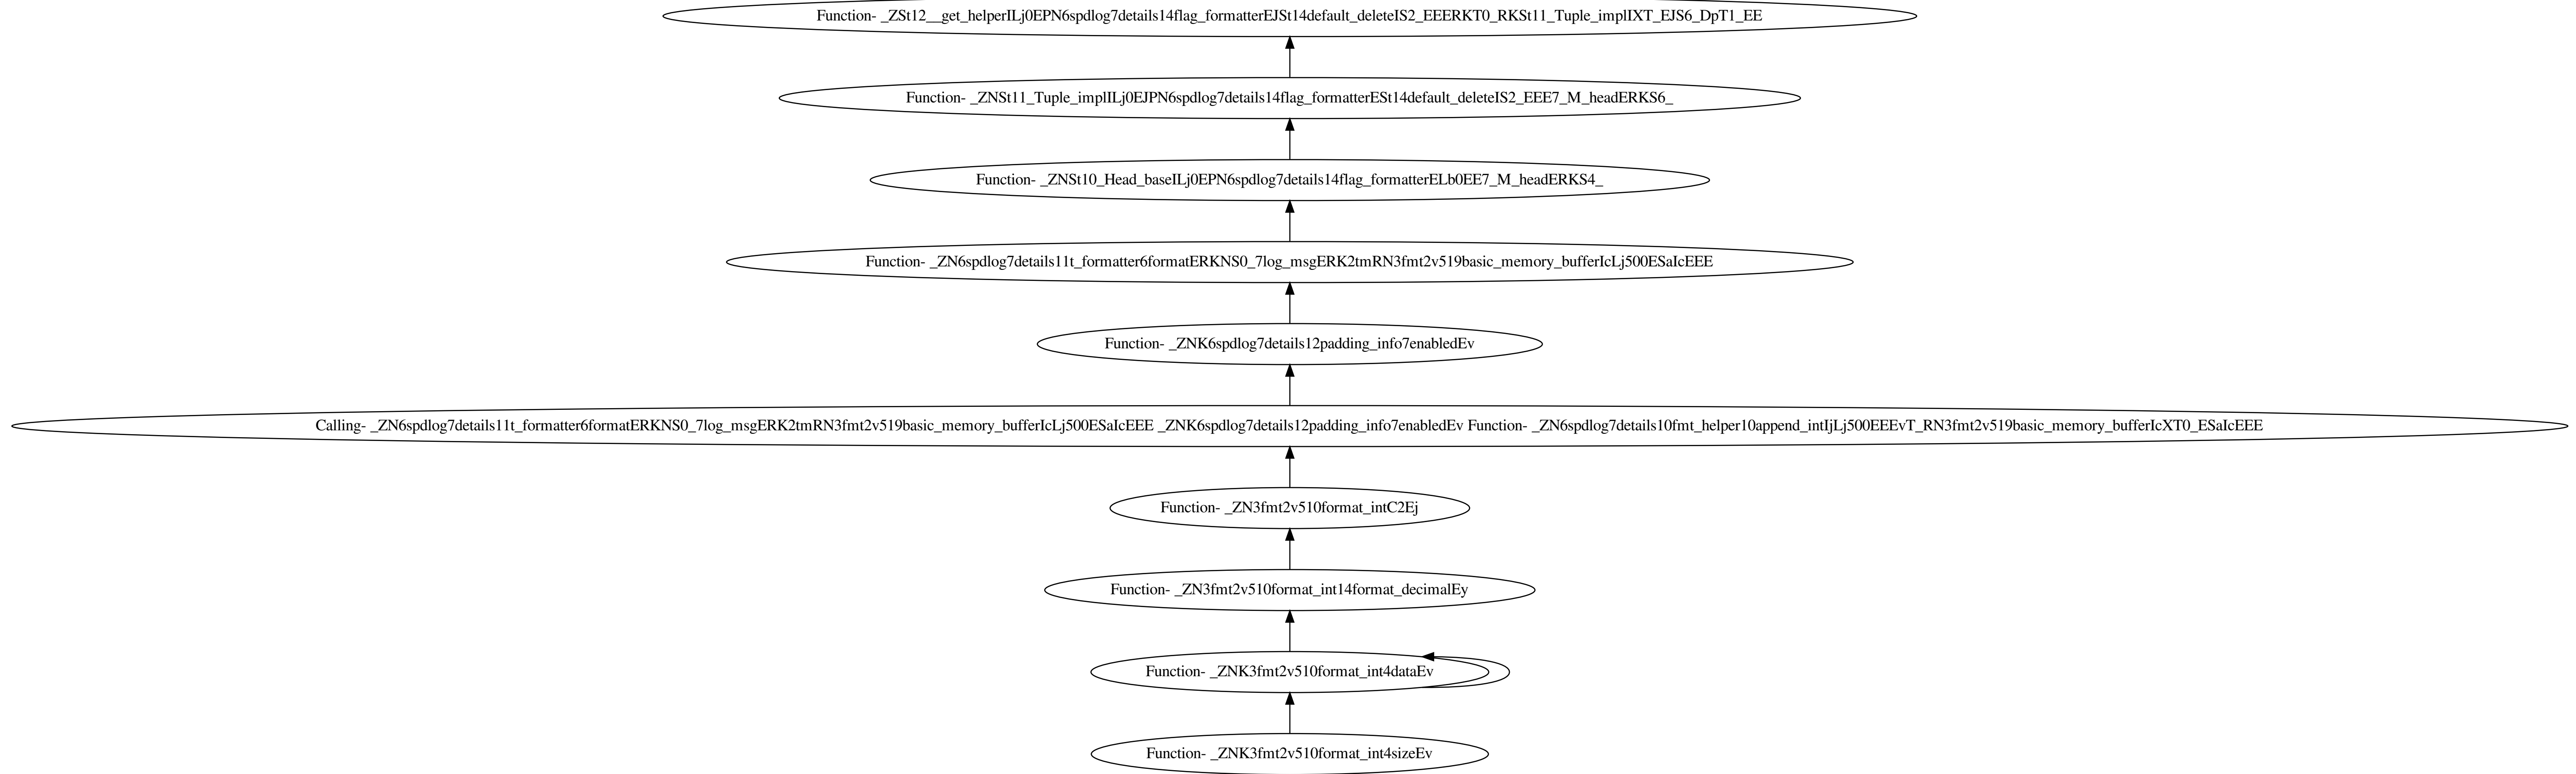 Function- _ZSt12__get_helperILj0EPN6spdlog7details14flag_formatterEJSt14default_deleteIS2_EEERKT0_RKSt11_Tuple_implIXT_EJS6_DpT1_EE
Function- _ZNSt11_Tuple_implILj0EJPN6spdlog7details14flag_formatterESt14default_deleteIS2_EEE7_M_headERKS6_
Function- _ZNSt10_Head_baseILj0EPN6spdlog7details14flag_formatterELb0EE7_M_headERKS4_
Function- _ZN6spdlog7details11t_formatter6formatERKNS0_7log_msgERK2tmRN3fmt2v519basic_memory_bufferIcLj500ESaIcEEE
Function- _ZNK6spdlog7details12padding_info7enabledEv
Calling- _ZN6spdlog7details11t_formatter6formatERKNS0_7log_msgERK2tmRN3fmt2v519basic_memory_bufferIcLj500ESaIcEEE _ZNK6spdlog7details12padding_info7enabledEv Function- _ZN6spdlog7details10fmt_helper10append_intIjLj500EEEvT_RN3fmt2v519basic_memory_bufferIcXT0_ESaIcEEE
Function- _ZN3fmt2v510format_intC2Ej
Function- _ZN3fmt2v510format_int14format_decimalEy
Function- _ZNK3fmt2v510format_int4dataEv
Function- _ZNK3fmt2v510format_int4sizeEv